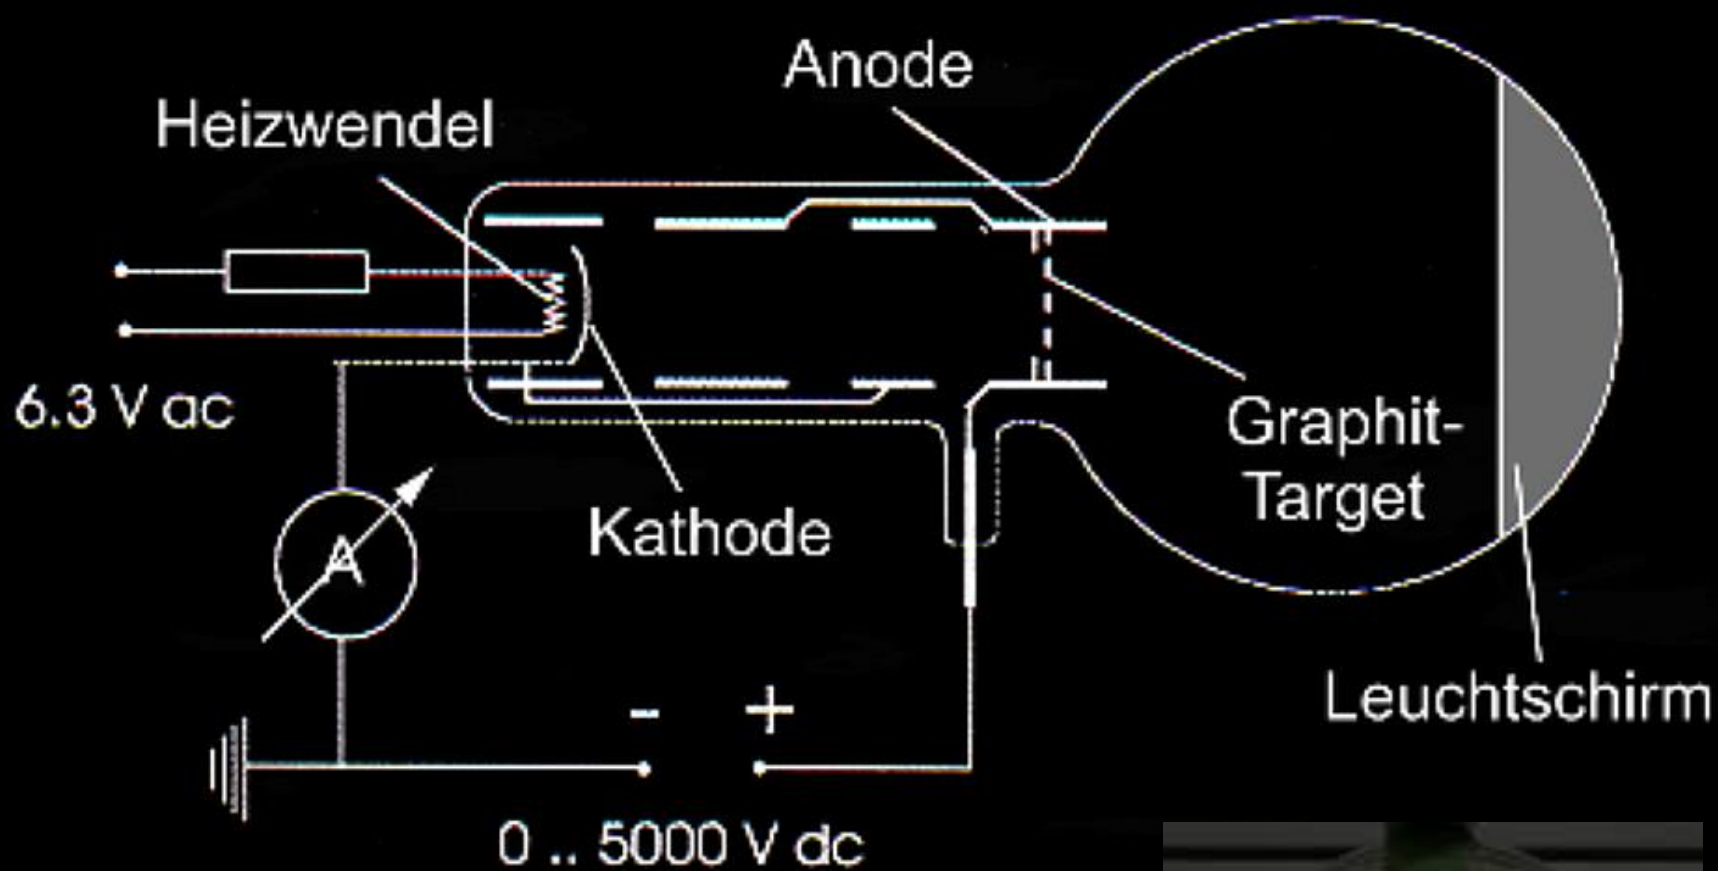 Anode
Heizwendel
6.3 V ac
Graphit-
Target
Kathode
A
Leuchtschirm
- +
0 .. 5000 V dc